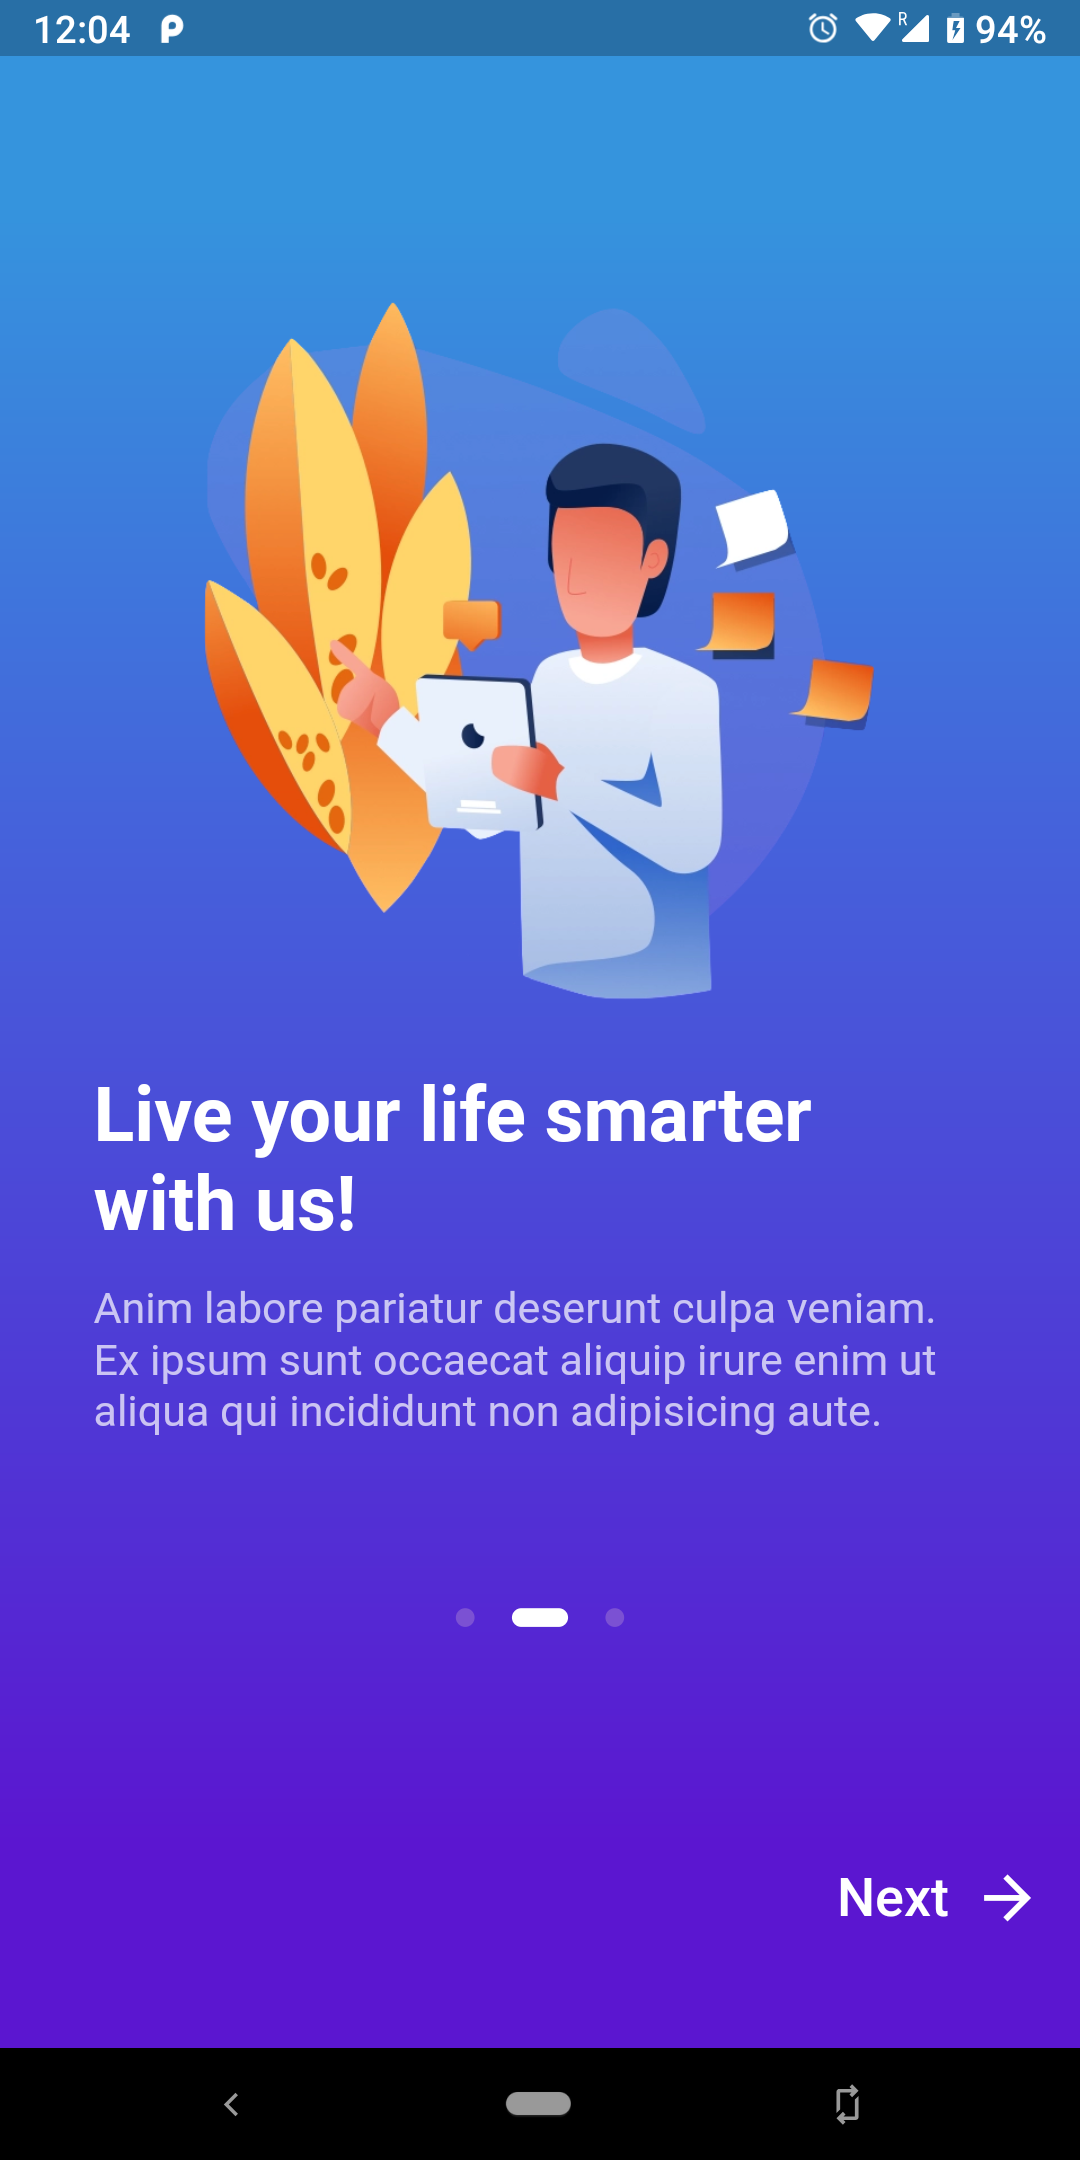 12:04 R 94%
Live your life smarter
with us!
Anim labore pariatur deserunt culpa veniam.
Ex ipsum sunt occaecat aliquip irure enim ut
aliqua qui incididunt non adipisicing aute.
Next